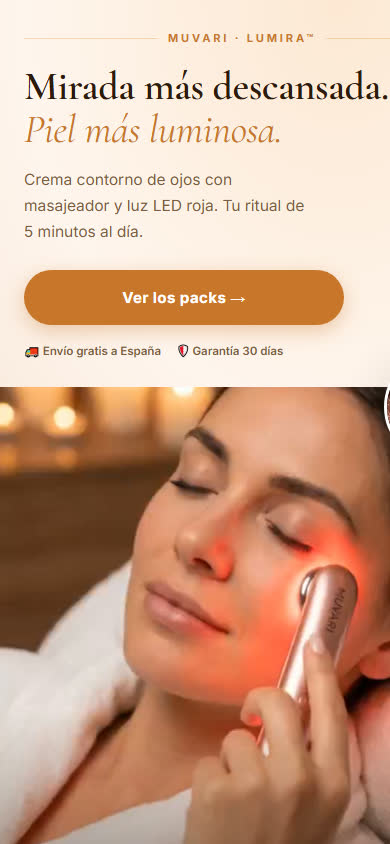 MUVARI · LUMIRA™
Mirada más descansada.
Piel más luminosa.
Crema contorno de ojos con
masajeador y luz LED roja. Tu ritual de
5 minutos al día.
Ver los packs →
🚚 Envío gratis a España 🛡️ Garantía 30 días
MUVARI